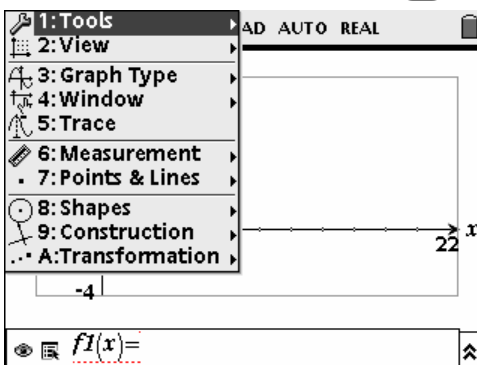 1:Tools
AD AUTO REAL
2:View
3:Graph Type
4:Window
5:Trace
6:Measurement
7:Points & Lines
8:Shapes
9:Construction
A:Transformation
x
22
-4
f1(x)=